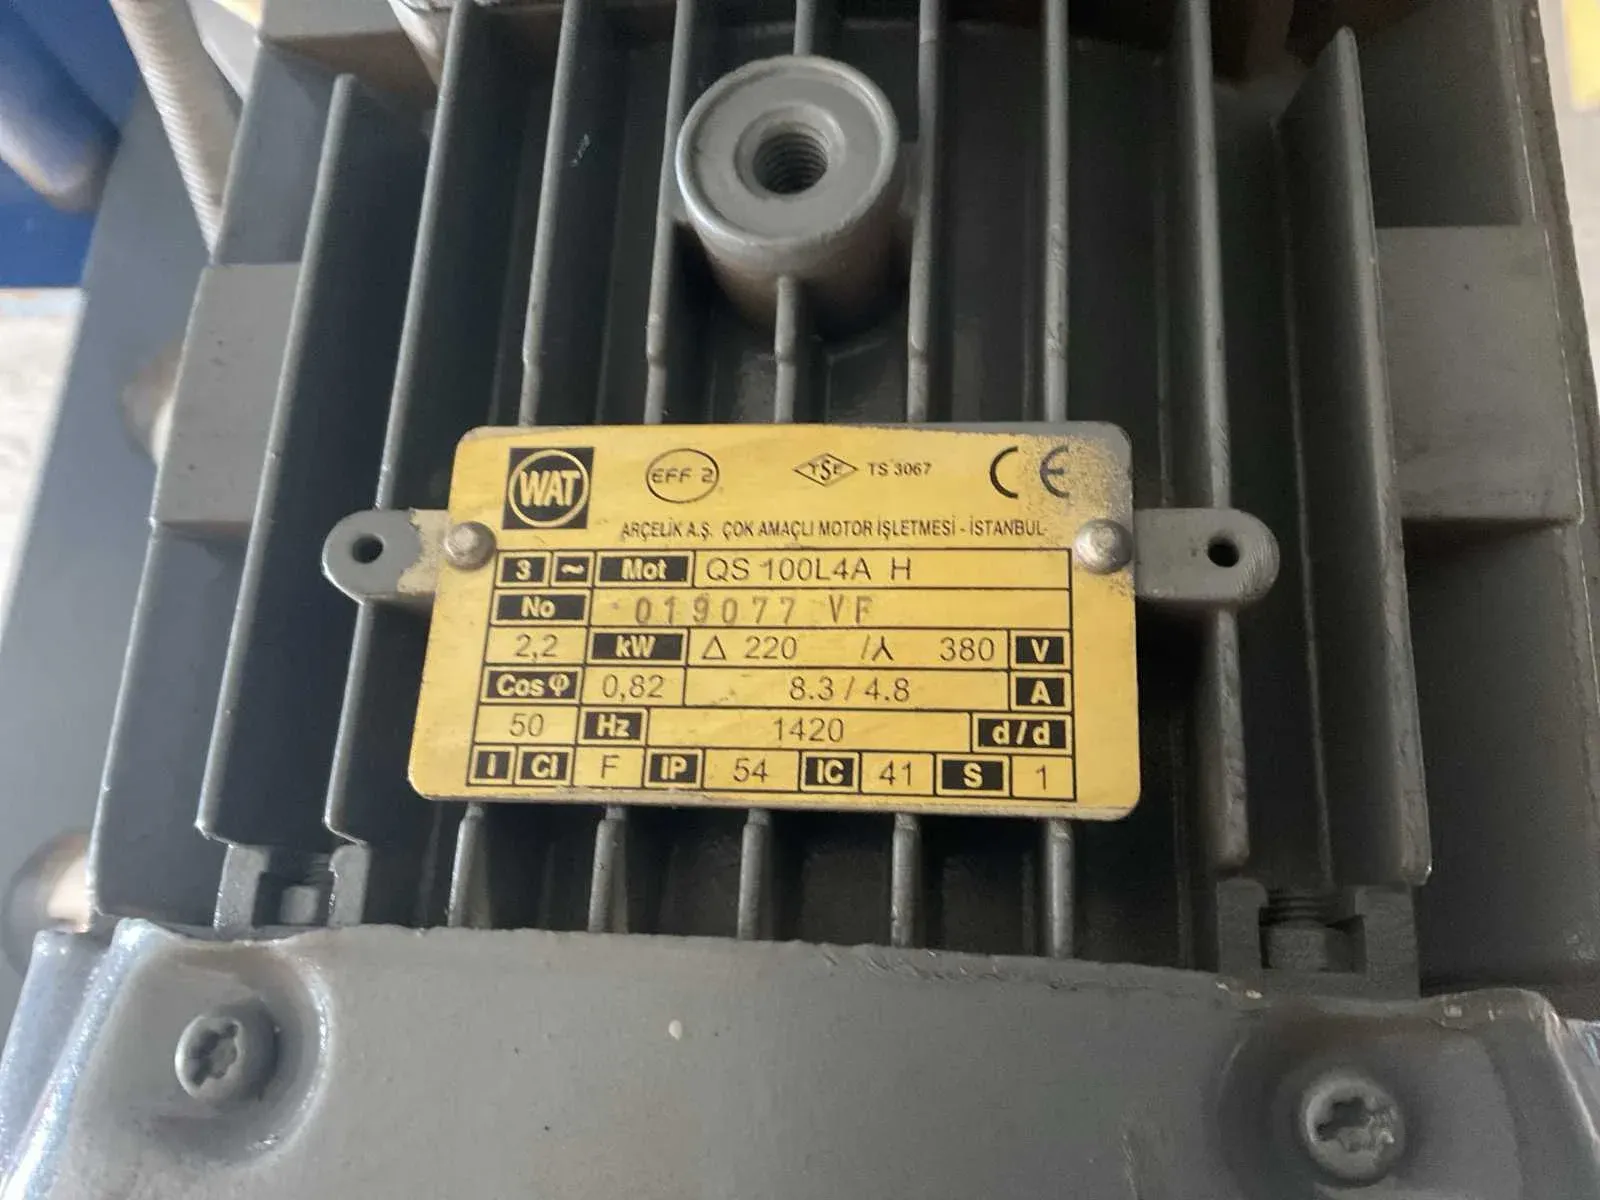 WAT EFF 2 TSE TS 3067 CE
ARÇELİK A.Ş. ÇOK AMAÇLI MOTOR İŞLETMESİ - İSTANBUL
3 ~ Mot QS 100L4A H
No 019077 VF
2,2 kW Δ 220 /⅄ 380 V
Cos φ 0,82 8.3 / 4.8 A
50 Hz 1420 d/d
I CI F IP 54 IC 41 S 1